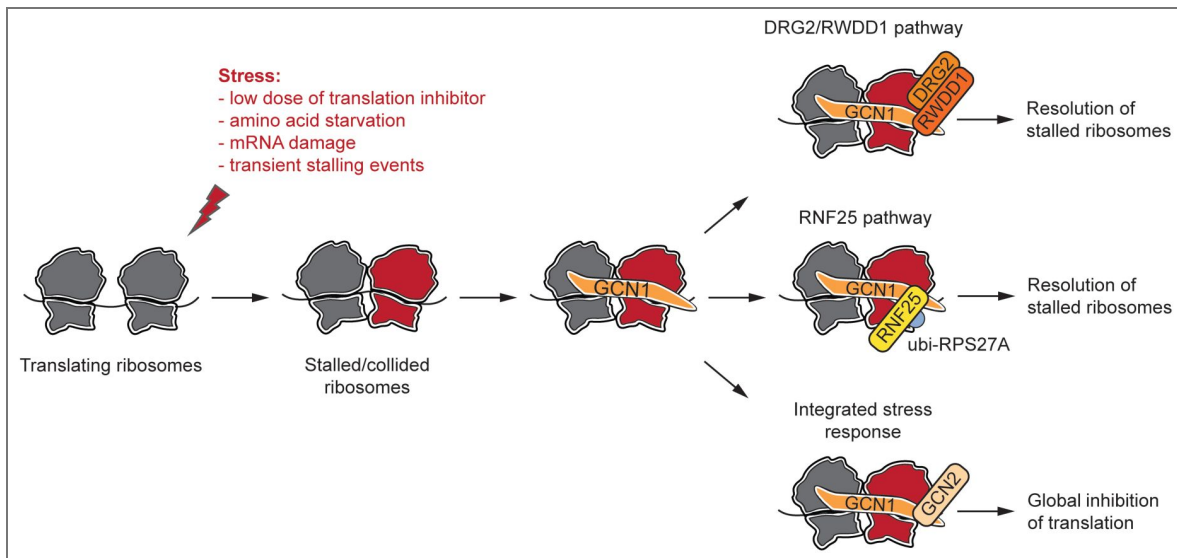 DRG2/RWDD1 pathway
Stress:
- low dose of translation inhibitor
- amino acid starvation
- mRNA damage
- transient stalling events
DRG2
RWDD1
GCN1
Resolution of
stalled ribosomes
RNF25 pathway
GCN1
GCN1
RNF25
ubi-RPS27A
Resolution of
stalled ribosomes
Translating ribosomes
Stalled/collided
ribosomes
Integrated stress
response
GCN1
GCN2
Global inhibition
of translation